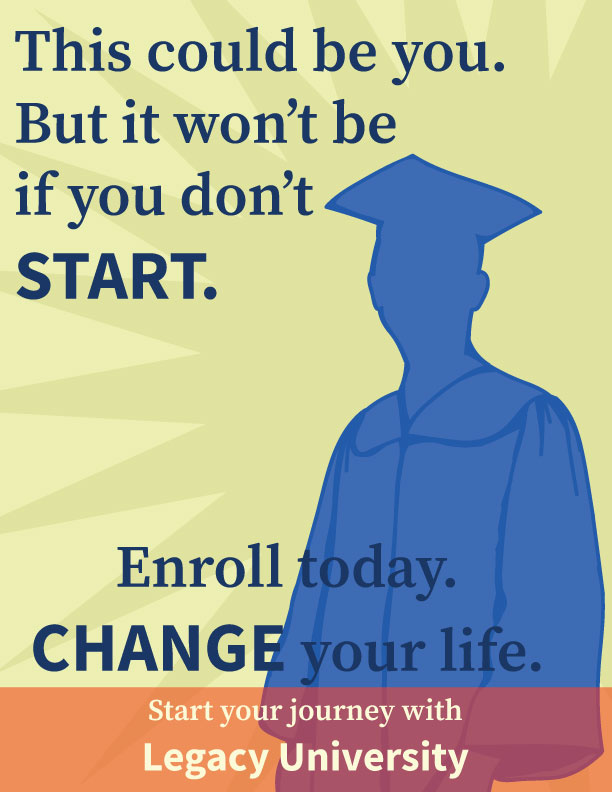 This could be you.
But it won’t be
if you don’t
START.
Enroll today.
CHANGE your life.
Start your journey with
Legacy University